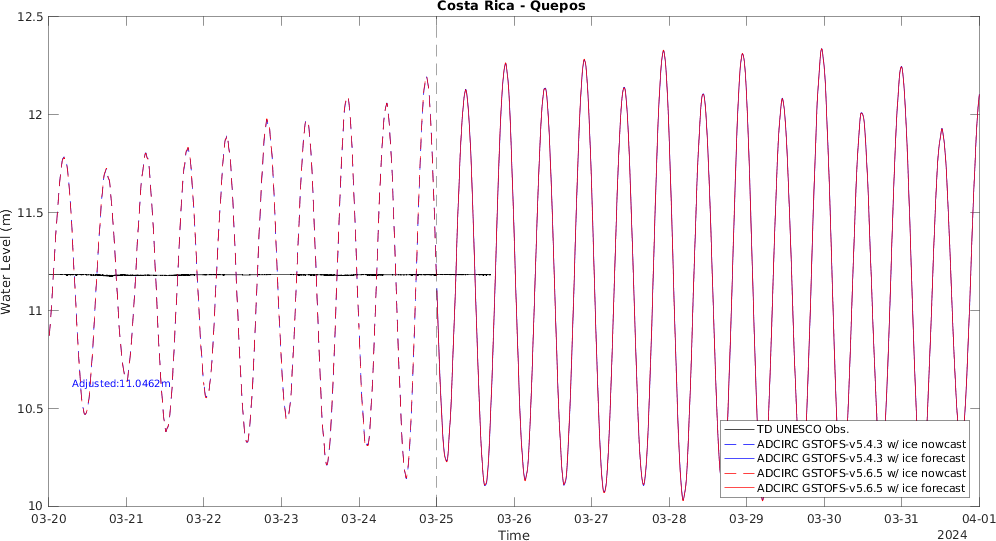 Costa Rica - Quepos
12.5
12
11.5
11
10.5
10
Water Level (m)
Adjusted:11.0462m
TD UNESCO Obs.
ADCIRC GSTOFS-v5.4.3 w/ ice nowcast
ADCIRC GSTOFS-v5.4.3 w/ ice forecast
ADCIRC GSTOFS-v5.6.5 w/ ice nowcast
ADCIRC GSTOFS-v5.6.5 w/ ice forecast
03-20 03-21 03-22 03-23 03-24 03-25 03-26 03-27 03-28 03-29 03-30 03-31 04-01
Time
2024